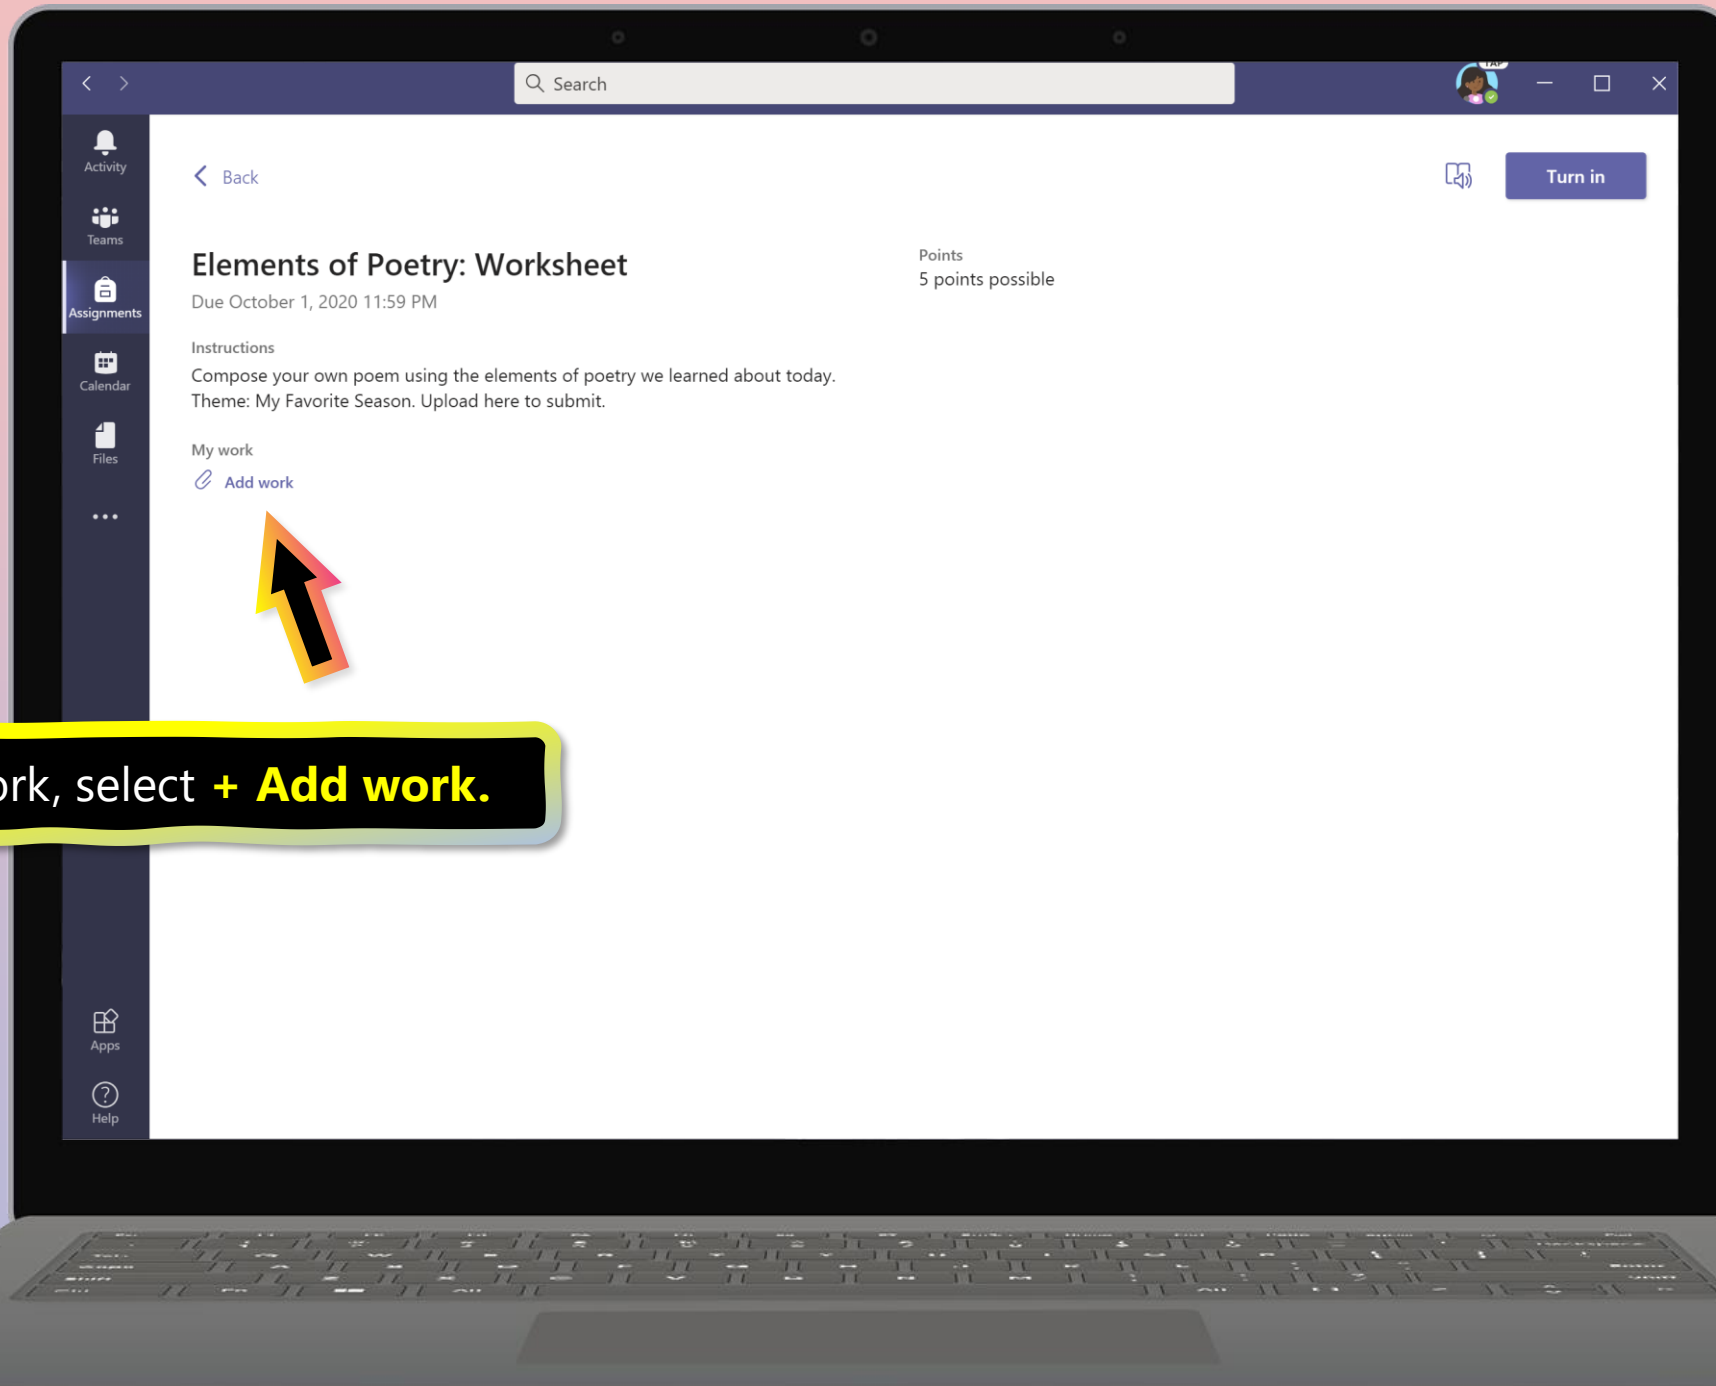 Search
TAP
Activity
Teams
Assignments
Calendar
Files
Apps
Help
Back
Turn in
Elements of Poetry: Worksheet
Due October 1, 2020 11:59 PM
Points
5 points possible
Instructions
Compose your own poem using the elements of poetry we learned about today.
Theme: My Favorite Season. Upload here to submit.
My work
Add work
ork, select + Add work.